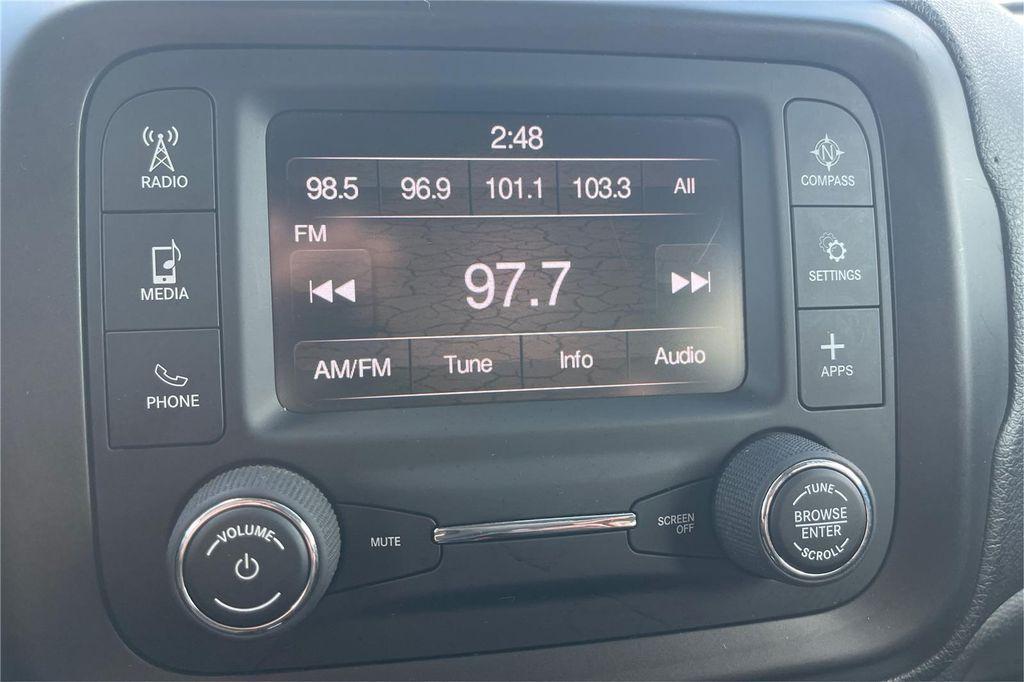 2:48
98.5 96.9 101.1 103.3 All
FM
97.7
AM/FM Tune Info Audio
RADIO
MEDIA
PHONE
N
COMPASS
SETTINGS
APPS
VOLUME
MUTE
SCREEN
OFF
TUNE
BROWSE
ENTER
SCROLL